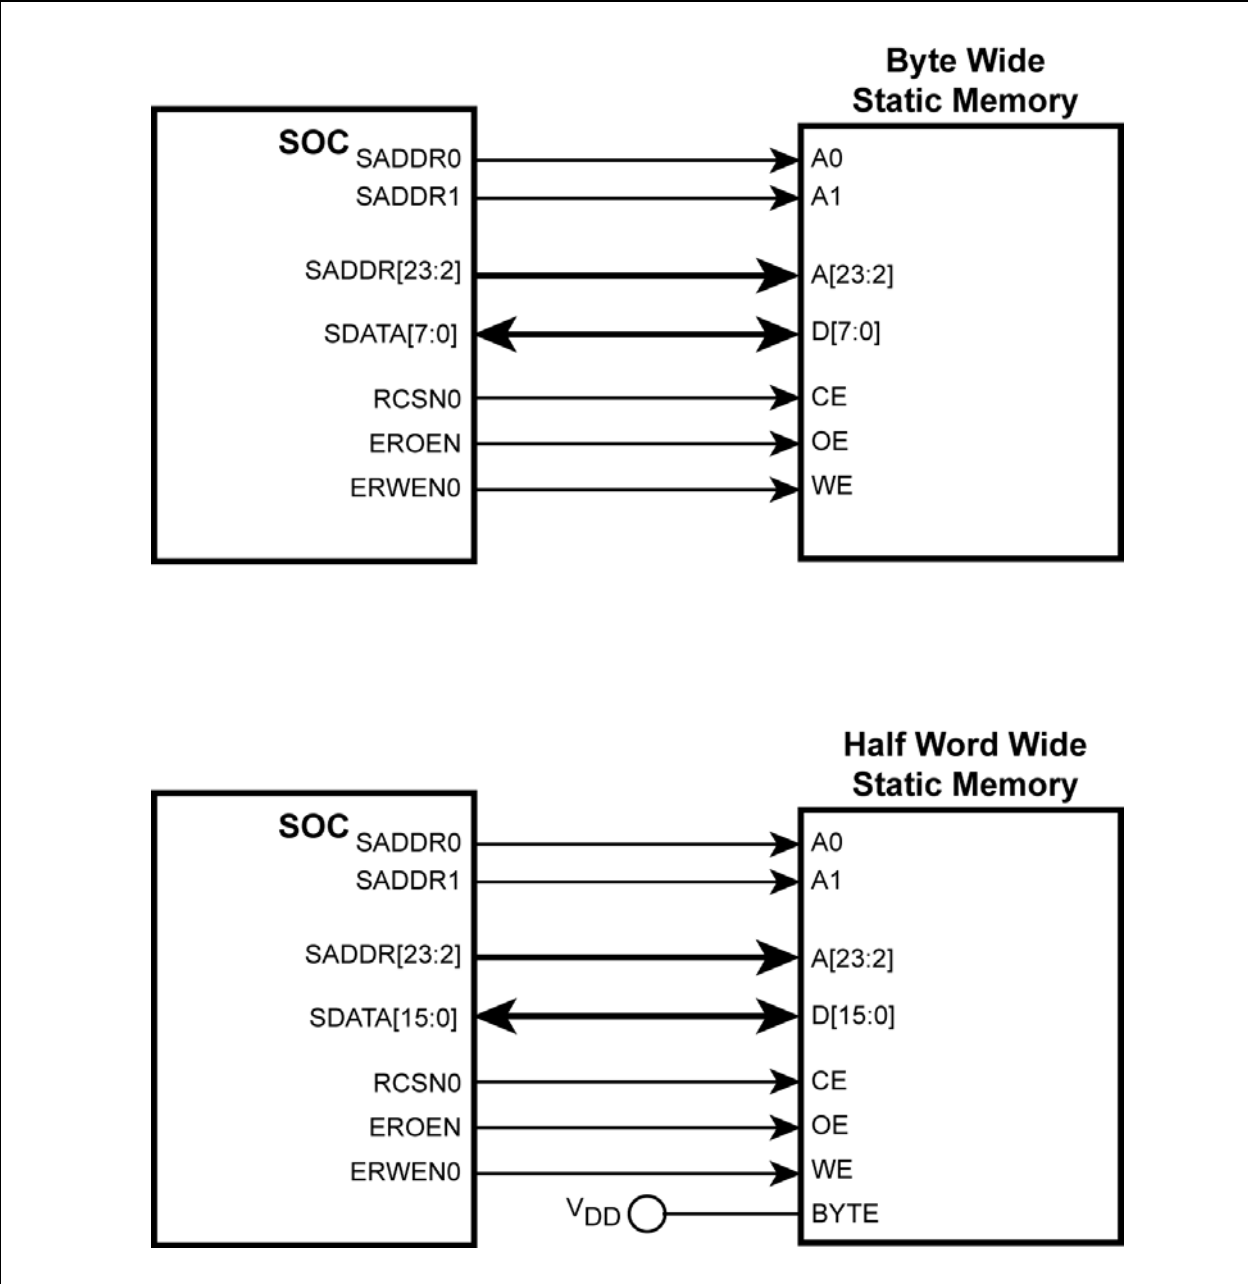 Byte Wide
Static Memory
SOC
SADDR0 A0
SADDR1 A1
SADDR[23:2] A[23:2]
SDATA[7:0] D[7:0]
RCSN0 CE
EROEN OE
ERWEN0 WE
Half Word Wide
Static Memory
SOC
SADDR0 A0
SADDR1 A1
SADDR[23:2] A[23:2]
SDATA[15:0] D[15:0]
RCSN0 CE
EROEN OE
ERWEN0 WE
VDD BYTE